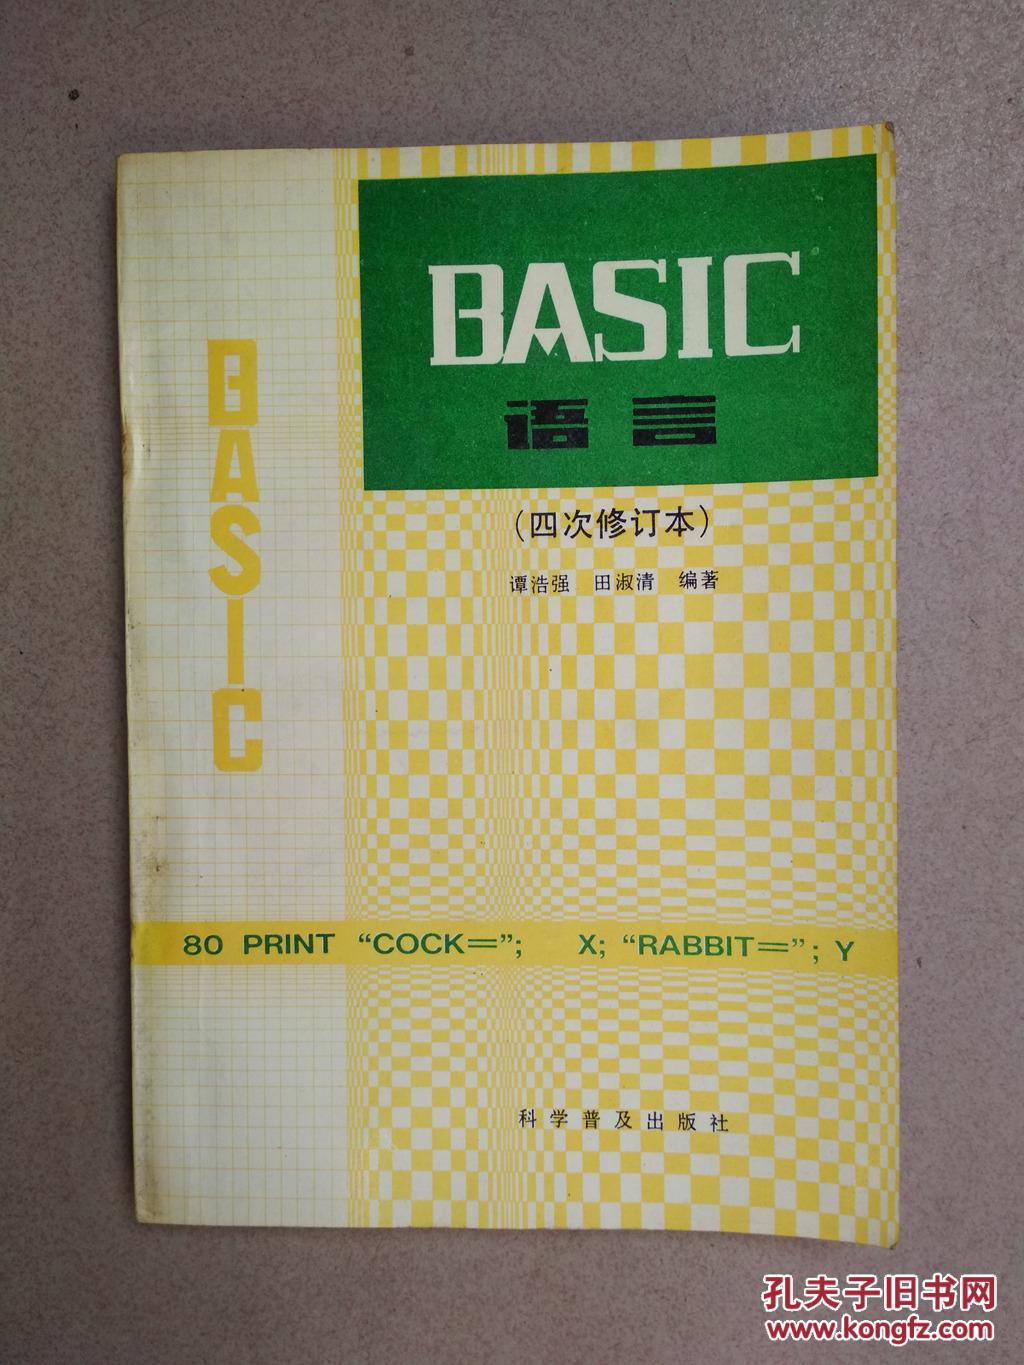 BASIC
语言
(四次修订本)
谭浩强 田淑清 编著
BASIC
80 PRINT “COCK=”; X; “RABBIT=”; Y
科学普及出版社
孔夫子旧书网
www.kongfz.com